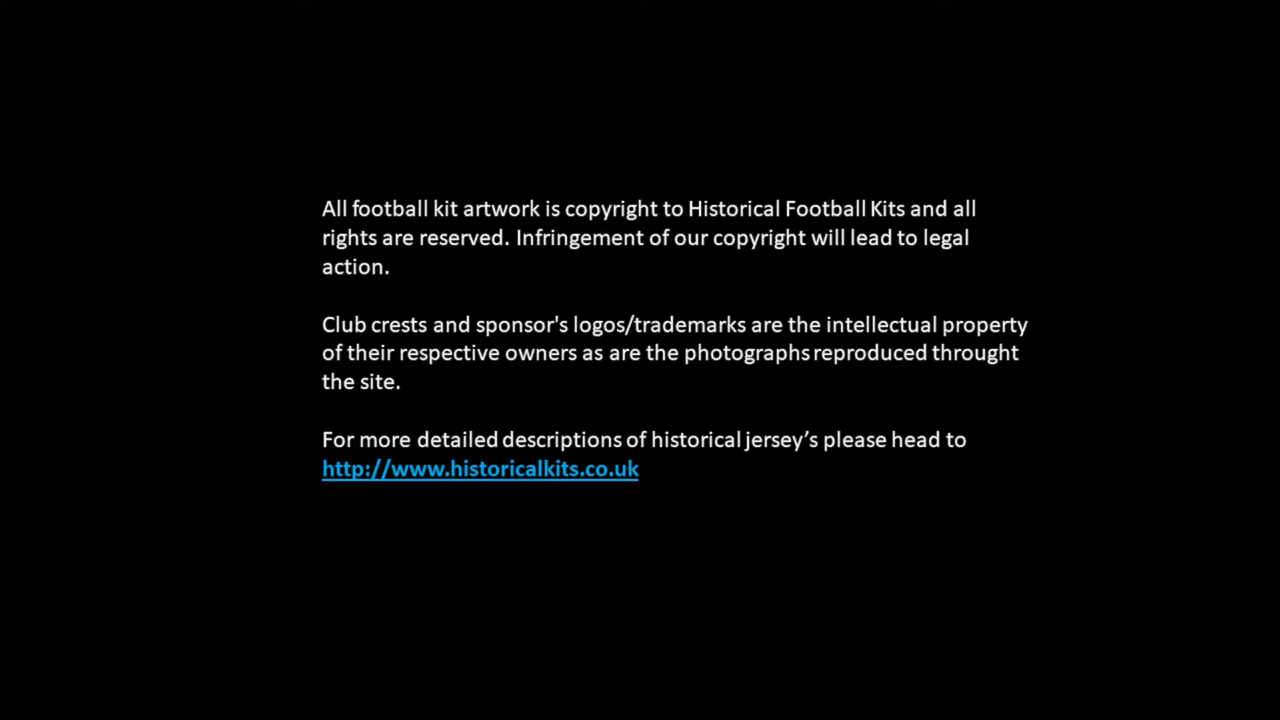 All football kit artwork is copyright to Historical Football Kits and all
rights are reserved. Infringement of our copyright will lead to legal
action.
Club crests and sponsor's logos/trademarks are the intellectual property
of their respective owners as are the photographs reproduced throught
the site.
For more detailed descriptions of historical jersey’s please head to
http://www.historicalkits.co.uk